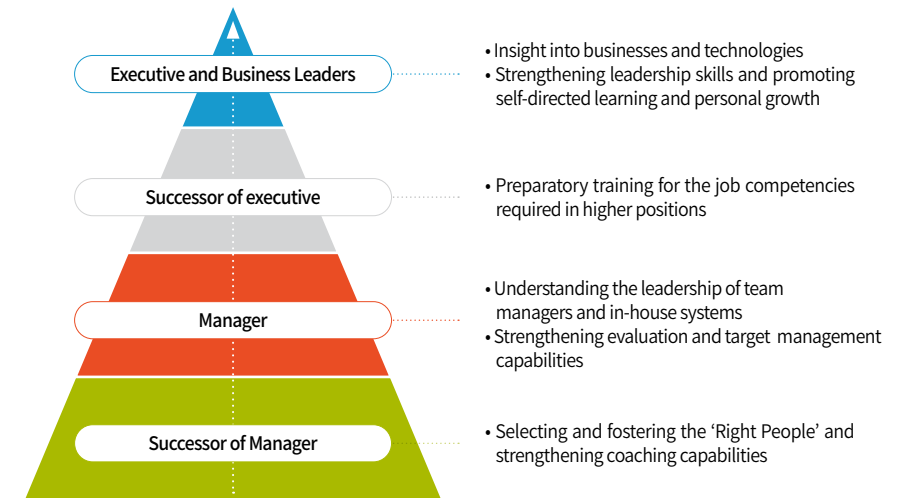 Executive and Business Leaders
• Insight into businesses and technologies
• Strengthening leadership skills and promoting
self-directed learning and personal growth
Successor of executive
• Preparatory training for the job competencies
required in higher positions
Manager
• Understanding the leadership of team
managers and in-house systems
• Strengthening evaluation and target management
capabilities
Successor of Manager
• Selecting and fostering the ‘Right People’ and
strengthening coaching capabilities